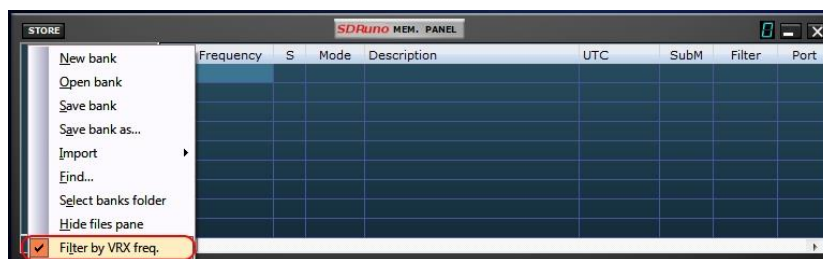 STORE SDRuno MEM. PANEL 0
Frequency S Mode Description UTC SubM Filter Port
New bank
Open bank
Save bank
Save bank as...
Import
Find...
Select banks folder
Hide files pane
Filter by VRX freq.